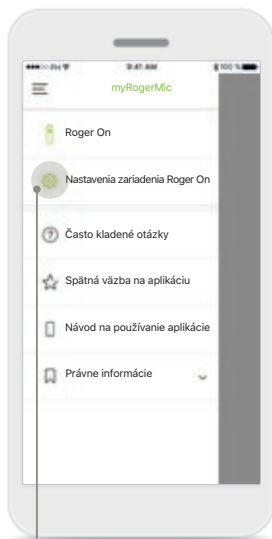 9:41 AM
100 %
myRogerMic
Roger On
Nastavenia zariadenia Roger On
Často kladené otázky
Spätná väzba na aplikáciu
Návod na používanie aplikácie
Právne informácie